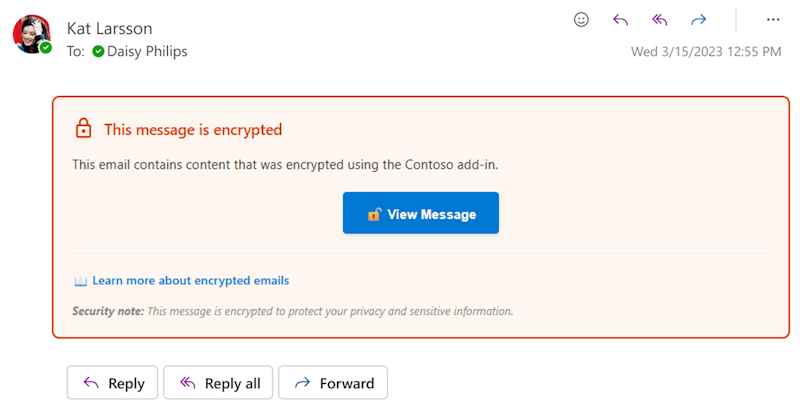 Kat Larsson
To: Daisy Philips
Wed 3/15/2023 12:55 PM
This message is encrypted
This email contains content that was encrypted using the Contoso add-in.
View Message
Learn more about encrypted emails
Security note: This message is encrypted to protect your privacy and sensitive information.
Reply
Reply all
Forward